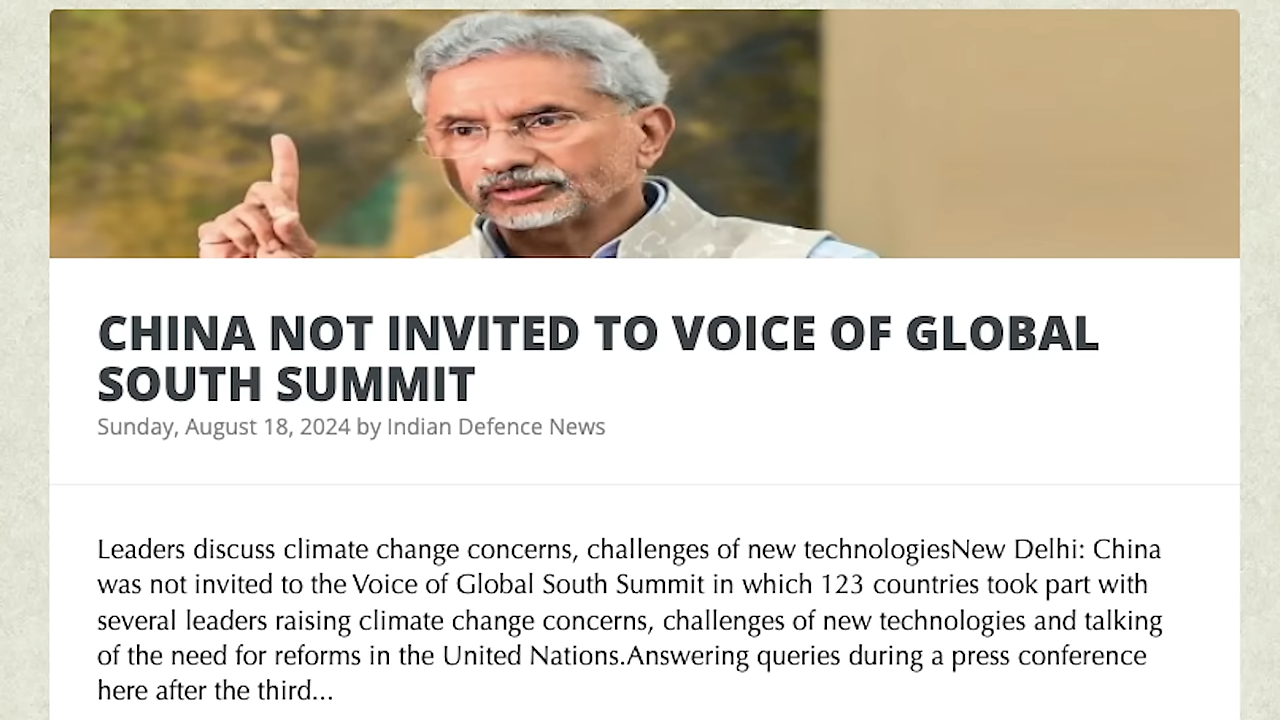 CHINA NOT INVITED TO VOICE OF GLOBAL
SOUTH SUMMIT
Sunday, August 18, 2024 by Indian Defence News
Leaders discuss climate change concerns, challenges of new technologiesNew Delhi: China
was not invited to the Voice of Global South Summit in which 123 countries took part with
several leaders raising climate change concerns, challenges of new technologies and talking
of the need for reforms in the United Nations.Answering queries during a press conference
here after the third...